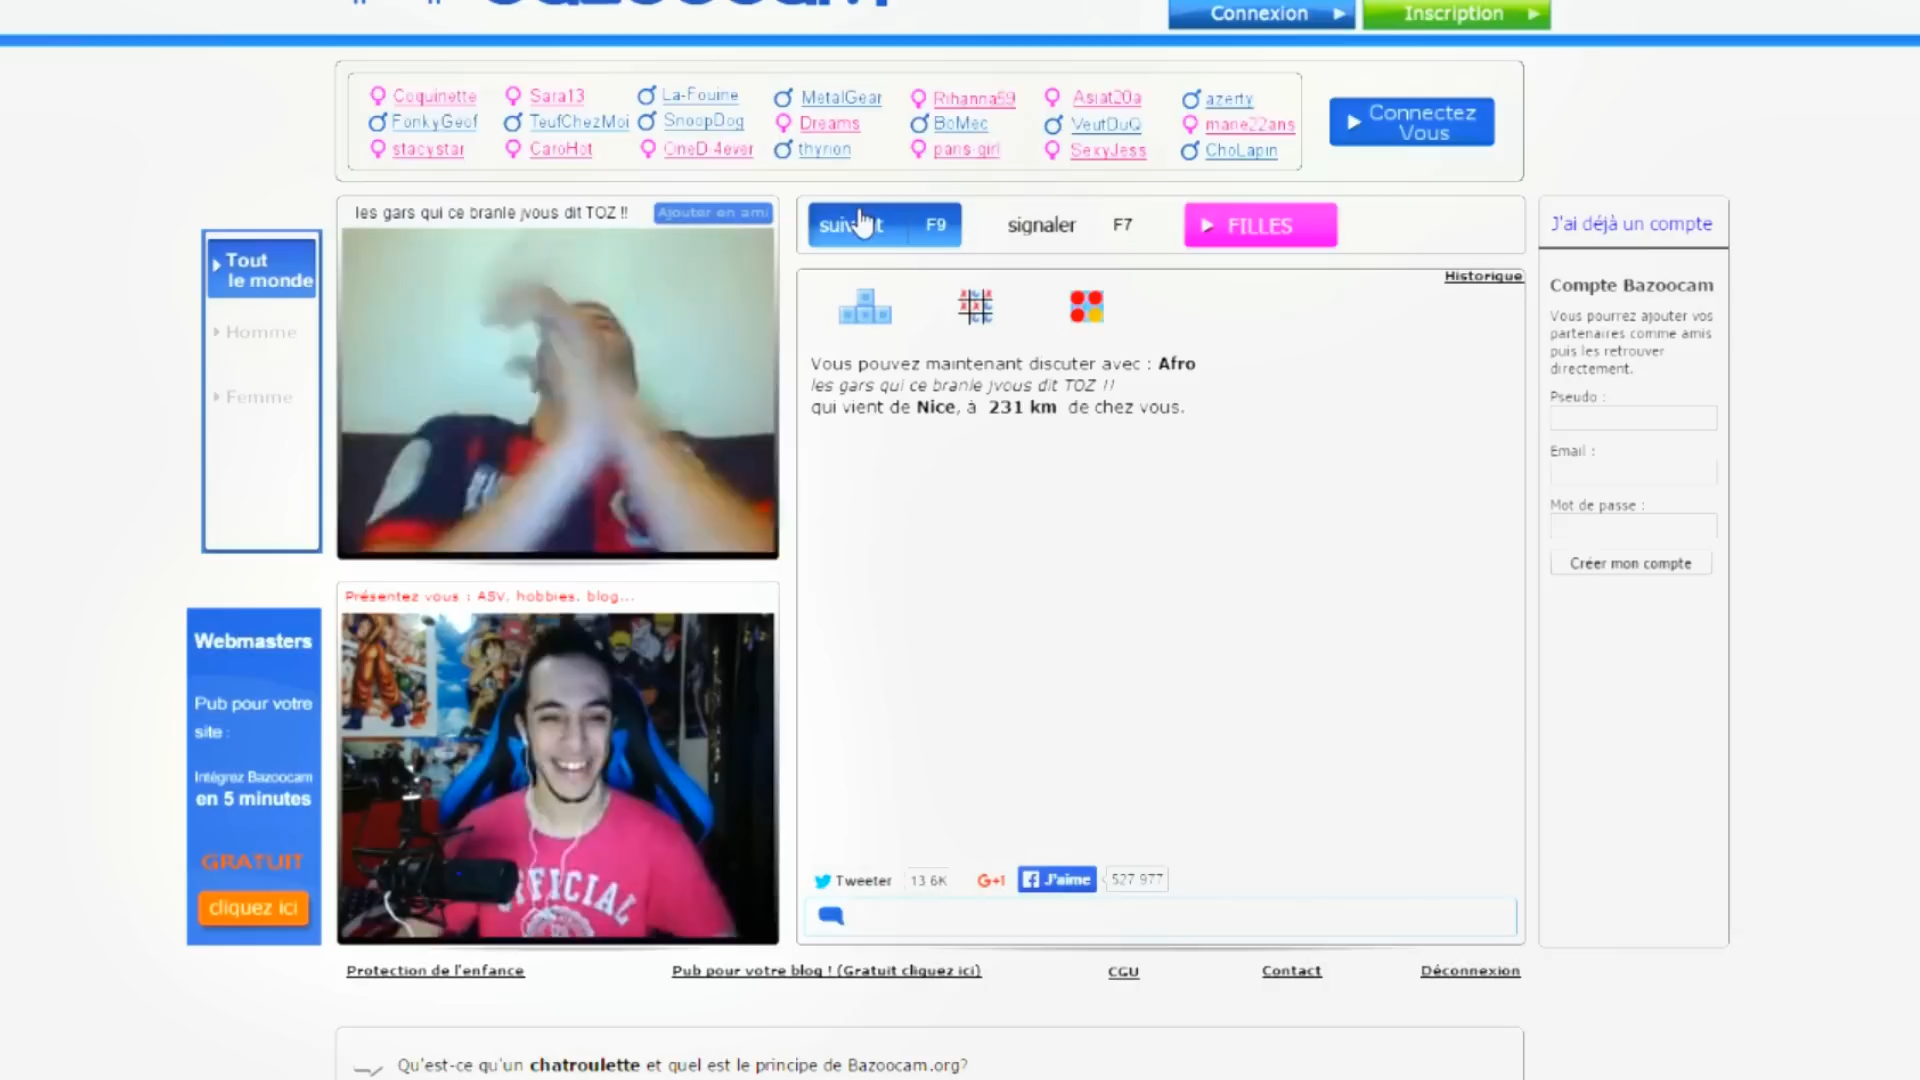 Bazoocam
Connexion
Inscription
Coquinette
Sara13
La-Fouine
MetalGear
Rihanna59
Asiat20a
azerty
FonkyGeof
TeufChezMoi
SnoopDog
Dreams
BoMec
VeutDuQ
marie22ans
stacystar
CaroHot
OneD-4ever
thyrion
paris-girl
SexyJess
ChoLapin
Connectez
Vous
les gars qui ce branle jvous dit TOZ !!
Ajouter en ami
F9
signaler
F7
FILLES
J'ai déjà un compte
Tout
le monde
Homme
Femme
Historique
Vous pouvez maintenant discuter avec : Afro
les gars qui ce branle jvous dit TOZ !!
qui vient de Nice, à 231 km de chez vous.
Compte Bazoocam
Vous pourrez ajouter vos
partenaires comme amis
puis les retrouver
directement.
Pseudo :
Email :
Mot de passe :
Créer mon compte
Présentez vous : ASV, hobbies, blog...
Webmasters
Pub pour votre
site :
Intégrez Bazoocam
en 5 minutes
GRATUIT
cliquez ici
OFFICIAL
Tweeter
13 6K
G+1
J'aime
527 977
Protection de l'enfance
Pub pour votre blog ! (Gratuit cliquez ici)
CGU
Contact
Déconnexion
Qu'est-ce qu'un chatroulette et quel est le principe de Bazoocam.org?